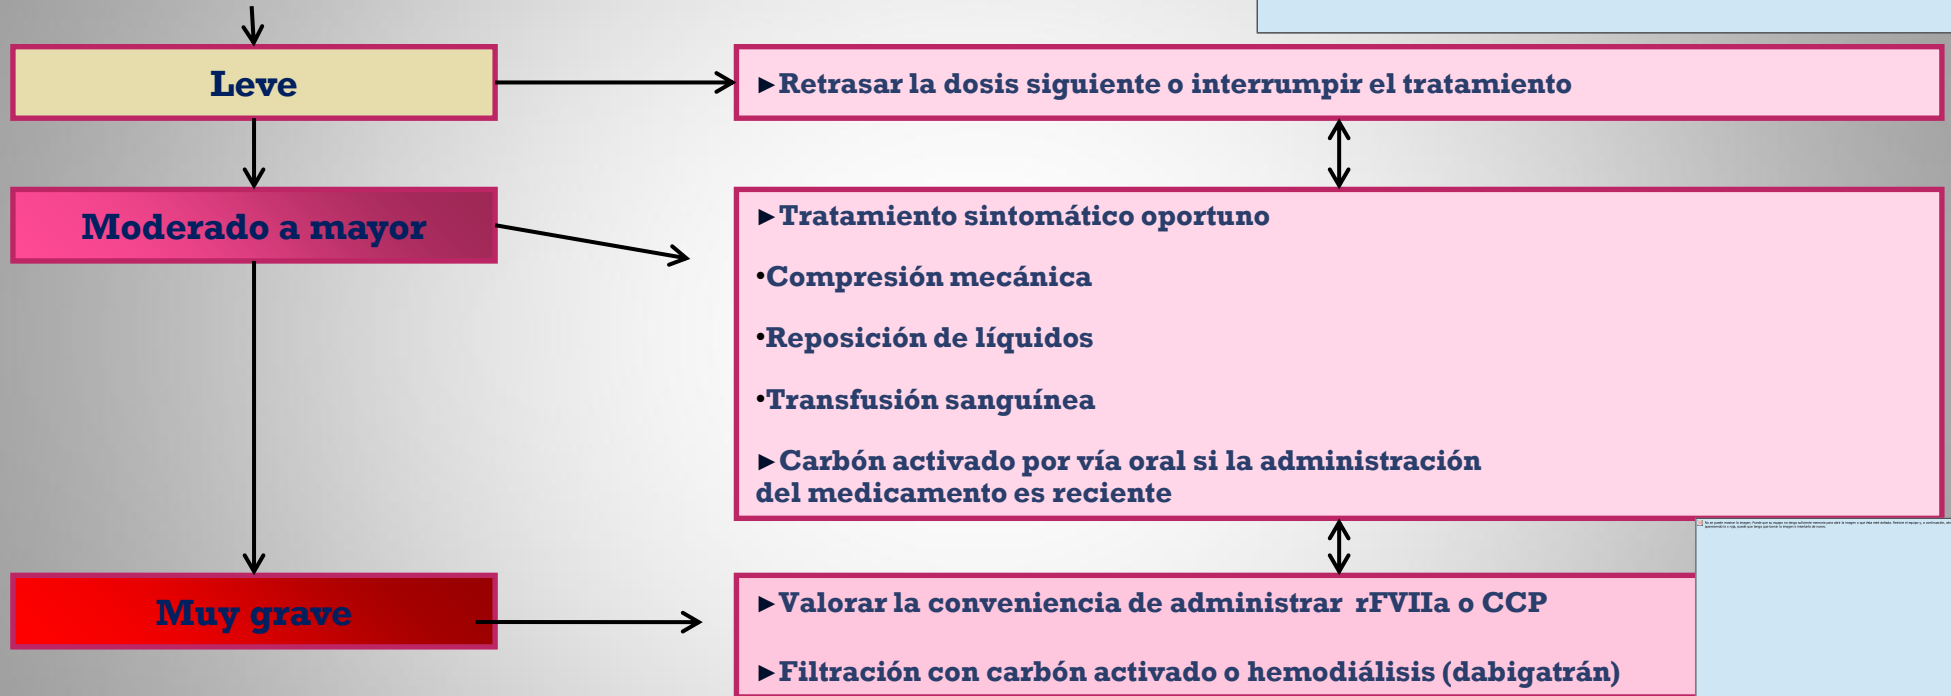 Leve
►Retrasar la dosis siguiente o interrumpir el tratamiento
Moderado a mayor
►Tratamiento sintomático oportuno
•Compresión mecánica
•Reposición de líquidos
•Transfusión sanguínea
►Carbón activado por vía oral si la administración
del medicamento es reciente
Muy grave
►Valorar la conveniencia de administrar rFVIIa o CCP
►Filtración con carbón activado o hemodiálisis (dabigatrán)